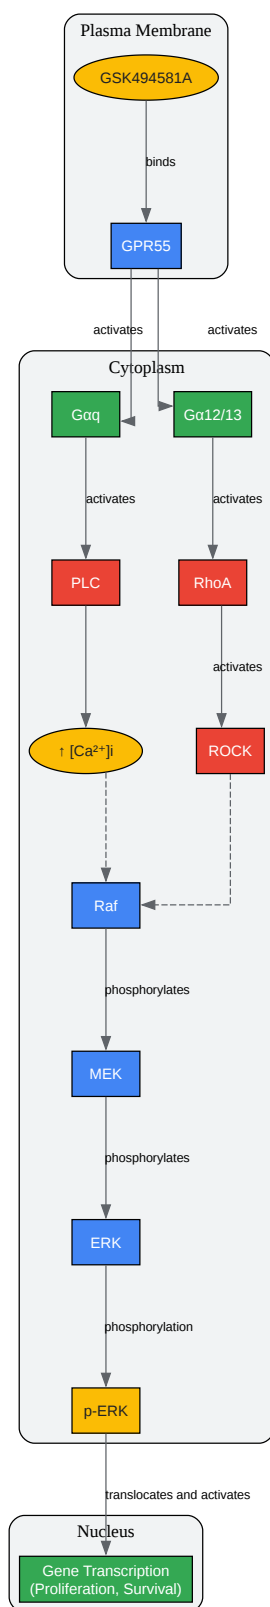 Plasma Membrane
GSK494581A
binds
GPR55
activates
activates
Cytoplasm
Gαq
Gα12/13
activates
activates
PLC
RhoA
activates
↑ [Ca²⁺]i
ROCK
Raf
phosphorylates
MEK
phosphorylates
ERK
phosphorylation
p-ERK
translocates and activates
Nucleus
Gene Transcription
(Proliferation, Survival)